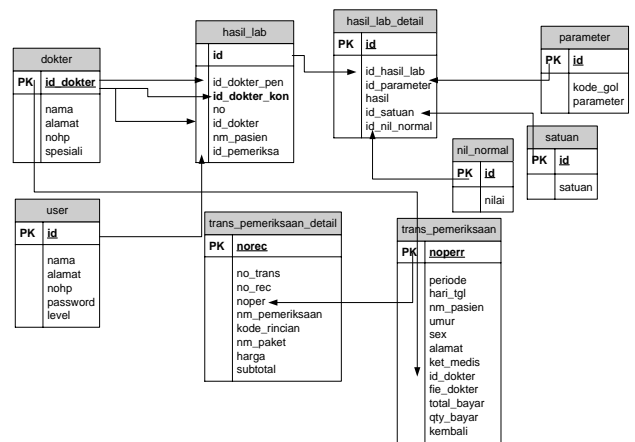 dokter
PK id_dokter
nama
alamat
nohp
spesiali
hasil_lab
id
id_dokter_pen
id_dokter_kon
no
id_dokter
nm_pasien
id_pemeriksa
hasil_lab_detail
PK id
id_hasil_lab
id_parameter
hasil
id_satuan
id_nil_normal
parameter
PK id
kode_gol
parameter
nil_normal
PK id
nilai
satuan
PK id
satuan
user
PK id
nama
alamat
nohp
password
level
trans_pemeriksaan_detail
PK norec
no_trans
no_rec
noper
nm_pemeriksaan
kode_rincian
nm_paket
harga
subtotal
trans_pemeriksaan
PK noperr
periode
hari_tgl
nm_pasien
umur
sex
alamat
ket_medis
id_dokter
fie_dokter
total_bayar
qty_bayar
kembali